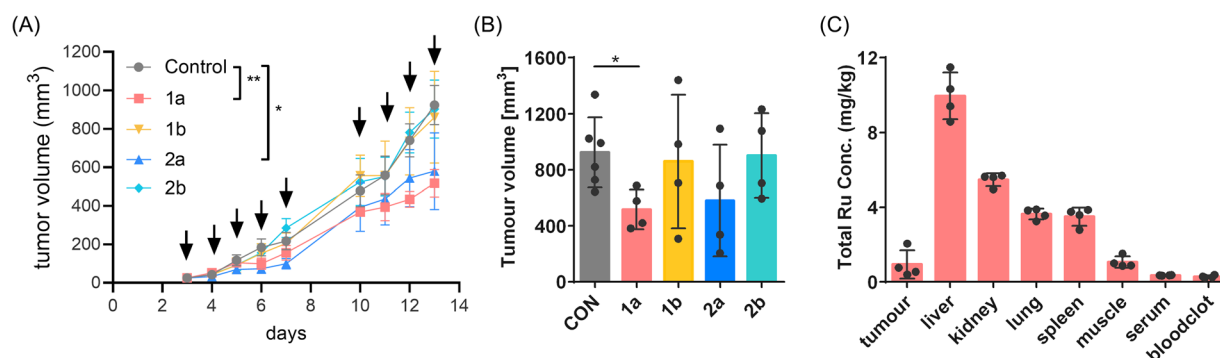 (A)
tumor volume (mm³)
1200
1000
800
600
400
200
0
0 2 4 6 8 10 12 14
days
Control
1a
1b
2a
2b
**
*
(B)
Tumour volume [mm³]
1600
1200
800
400
0
*
CON 1a 1b 2a 2b
(C)
Total Ru Conc. (mg/kg)
12
8
4
0
tumour liver kidney lung spleen muscle serum bloodclot